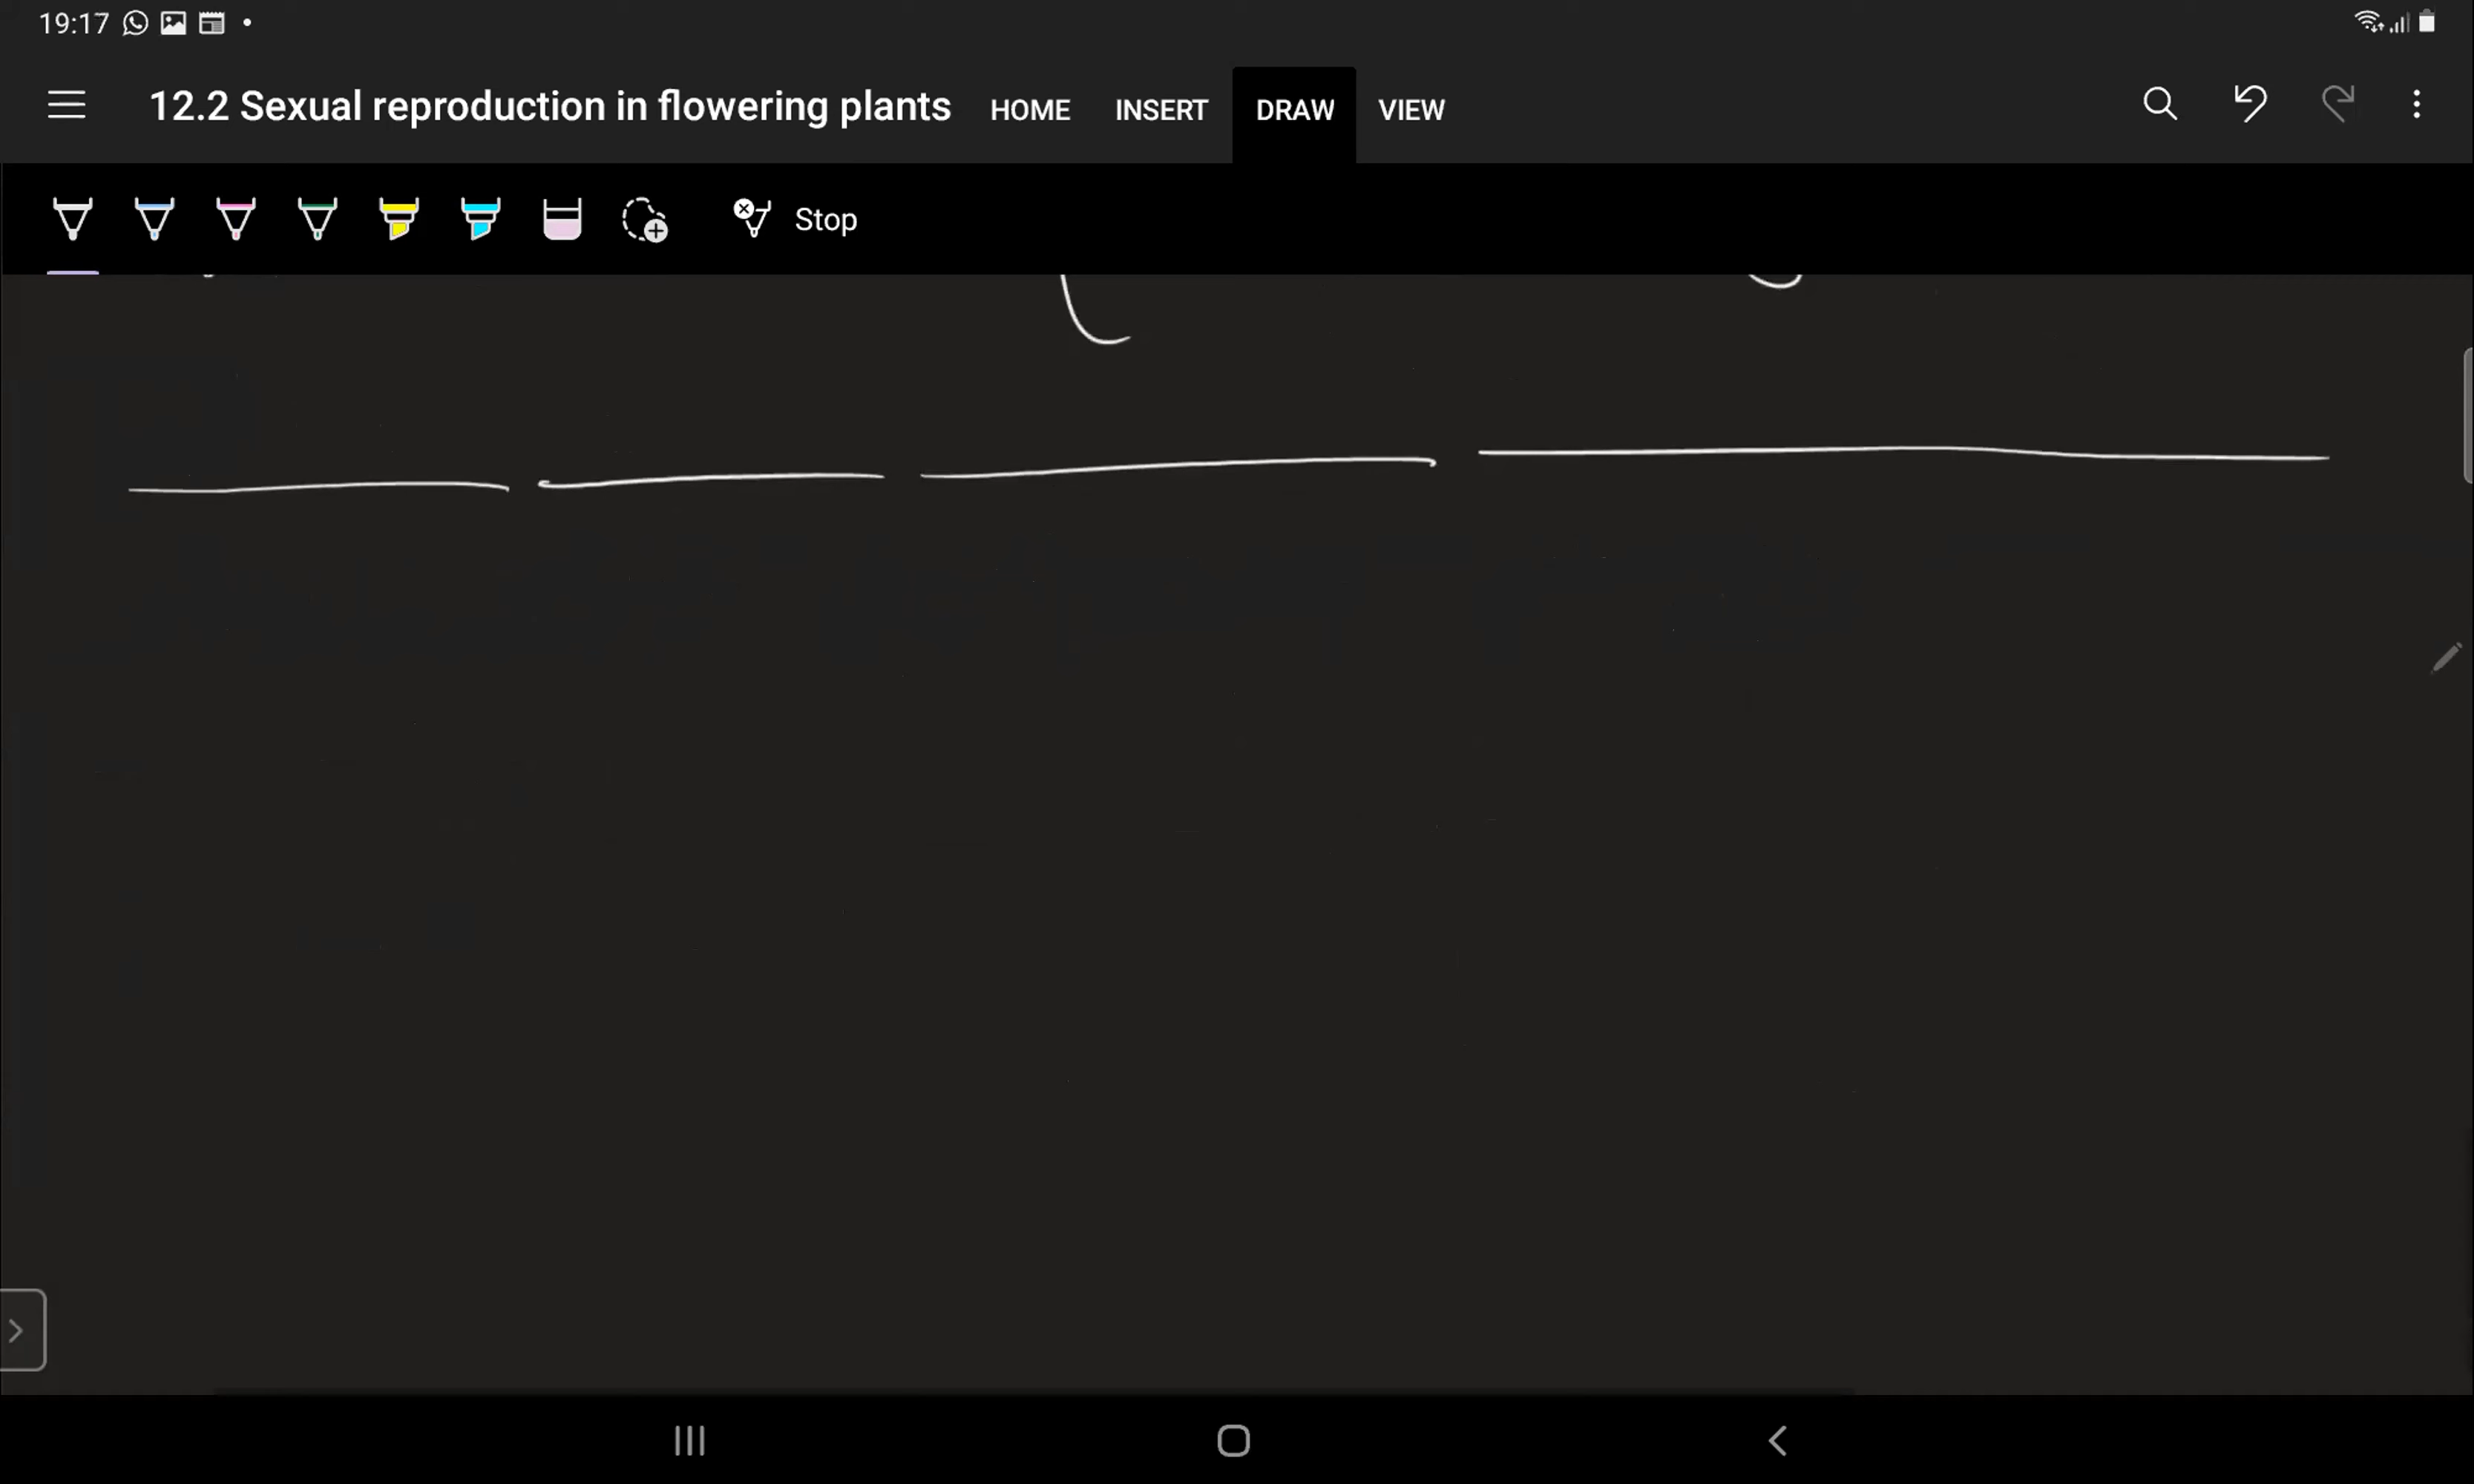 19:17
12.2 Sexual reproduction in flowering plants HOME INSERT DRAW VIEW
Stop